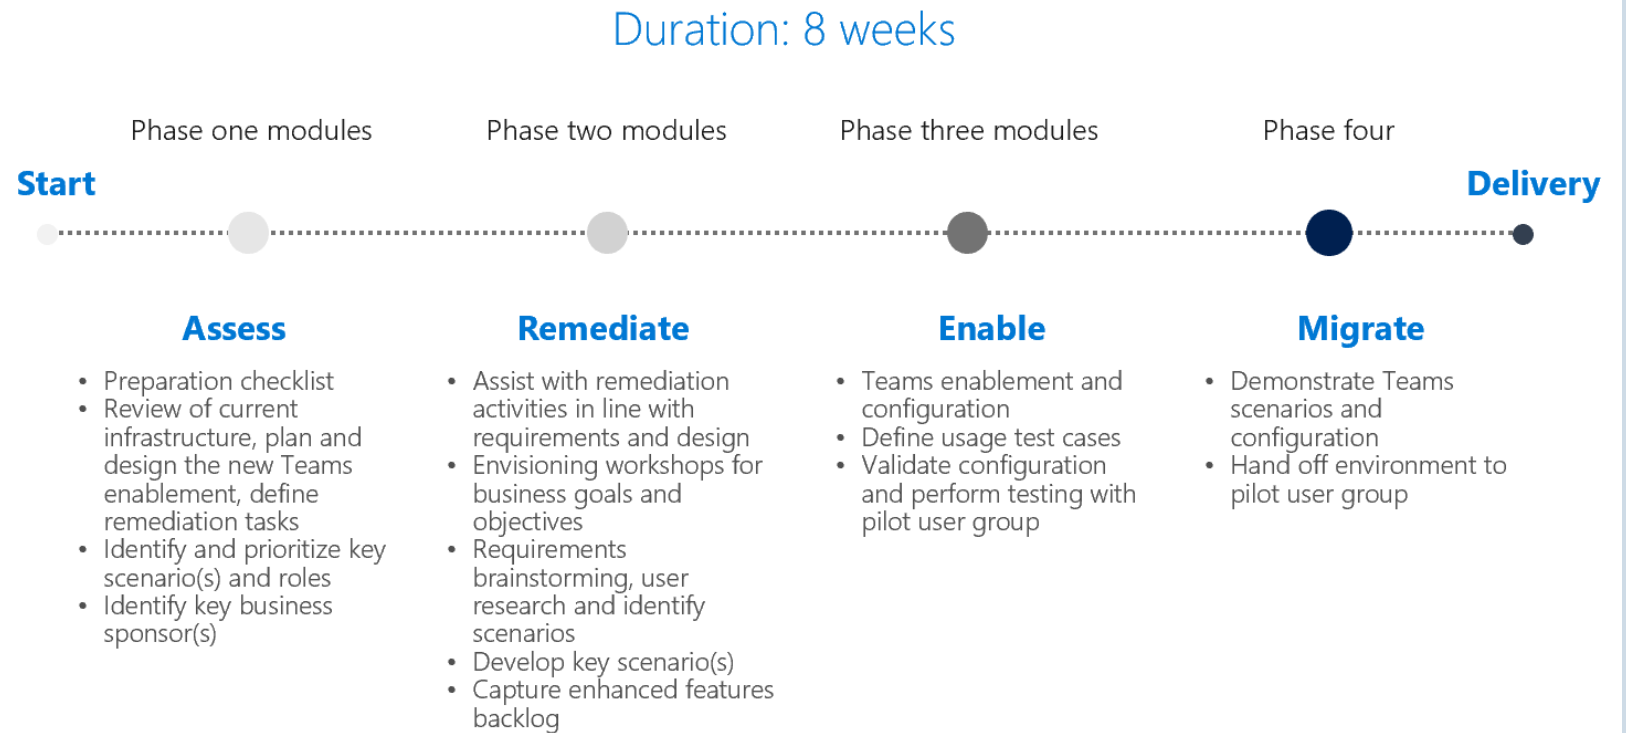 Duration: 8 weeks
Phase one modules
Phase two modules
Phase three modules
Phase four
Start
Delivery
Assess
• Preparation checklist
• Review of current
infrastructure, plan and
design the new Teams
enablement, define
remediation tasks
• Identify and prioritize key
scenario(s) and roles
• Identify key business
sponsor(s)
Remediate
• Assist with remediation
activities in line with
requirements and design
• Envisioning workshops for
business goals and
objectives
• Requirements
brainstorming, user
research and identify
scenarios
• Develop key scenario(s)
• Capture enhanced features
backlog
Enable
• Teams enablement and
configuration
• Define usage test cases
• Validate configuration
and perform testing with
pilot user group
Migrate
• Demonstrate Teams
scenarios and
configuration
• Hand off environment to
pilot user group